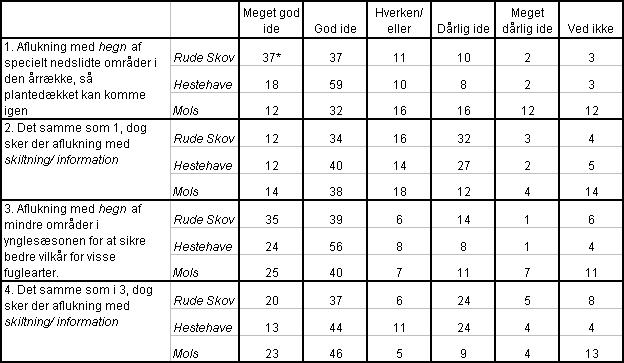 Meget god ide God ide Hverken/ eller Dårlig ide Meget dårlig ide Ved ikke
1. Aflukning med hegn af
specielt nedslidte områder i
den årrække, så
plantedækket kan komme
igen
Rude Skov 37* 37 11 10 2 3
Hestehave 18 59 10 8 2 3
Mols 12 32 16 16 12 12
2. Det samme som 1, dog
sker der aflukning med
skiltning/ information
Rude Skov 12 34 16 32 3 4
Hestehave 12 40 14 27 2 5
Mols 14 38 18 12 4 14
3. Aflukning med hegn af
mindre områder i
ynglesæsonen for at sikre
bedre vilkår for visse
fuglearter.
Rude Skov 35 39 6 14 1 6
Hestehave 24 56 8 8 1 4
Mols 25 40 7 11 7 11
4. Det samme som i 3, dog
sker der aflukning med
skiltning/ information
Rude Skov 20 37 6 24 5 8
Hestehave 13 44 11 24 4 4
Mols 23 46 5 9 4 13